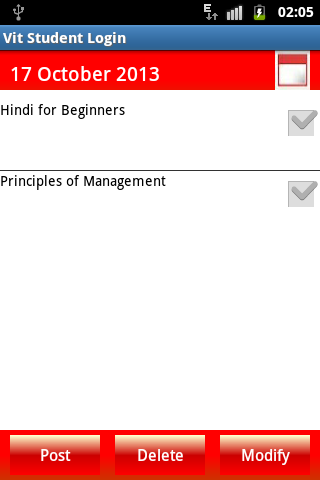 E
02:05
Vit Student Login
17 October 2013
Hindi for Beginners
Principles of Management
Post
Delete
Modify